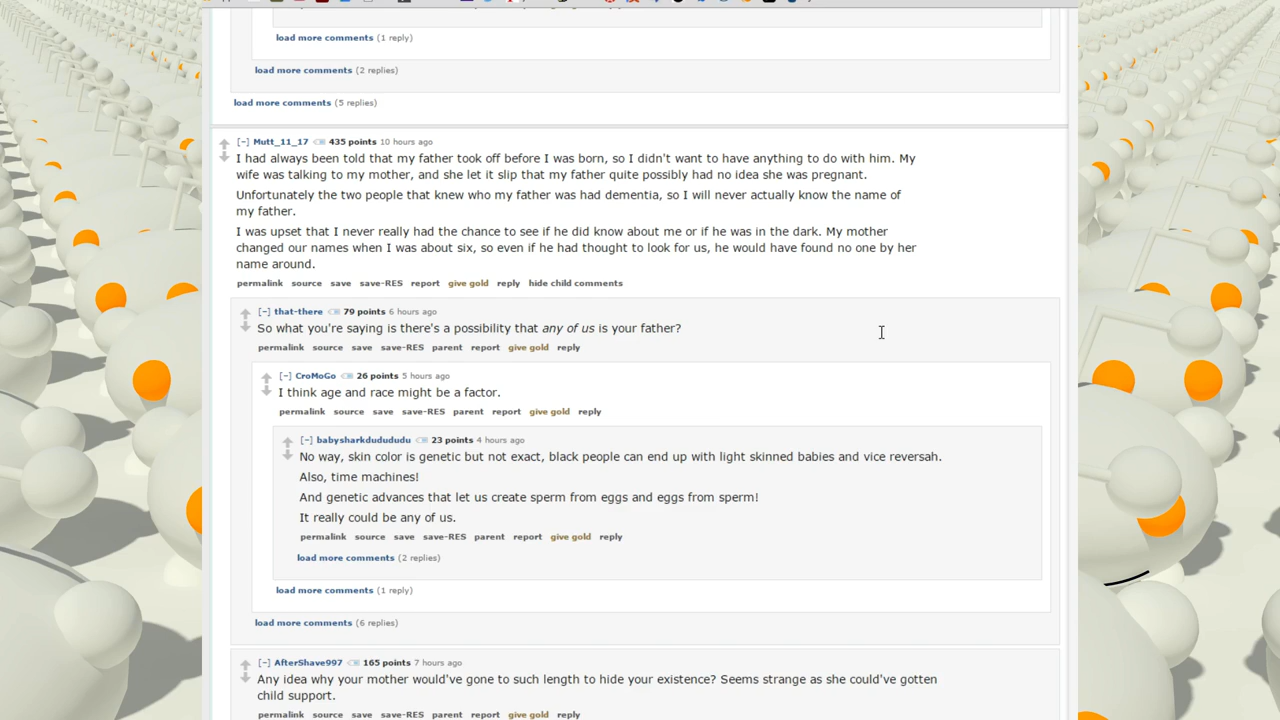 load more comments (1 reply)
load more comments (2 replies)
load more comments (5 replies)
[-] Mutt_11_17 435 points 10 hours ago
I had always been told that my father took off before I was born, so I didn't want to have anything to do with him. My
wife was talking to my mother, and she let it slip that my father quite possibly had no idea she was pregnant.
Unfortunately the two people that knew who my father was had dementia, so I will never actually know the name of
my father.
I was upset that I never really had the chance to see if he did know about me or if he was in the dark. My mother
changed our names when I was about six, so even if he had thought to look for us, he would have found no one by her
name around.
permalink source save save-RES report give gold reply hide child comments
[-] that-there 79 points 6 hours ago
So what you're saying is there's a possibility that any of us is your father?
permalink source save save-RES parent report give gold reply
[-] CroMoGo 26 points 5 hours ago
I think age and race might be a factor.
permalink source save save-RES parent report give gold reply
[-] babysharkdudududu 23 points 4 hours ago
No way, skin color is genetic but not exact, black people can end up with light skinned babies and vice reversah.
Also, time machines!
And genetic advances that let us create sperm from eggs and eggs from sperm!
It really could be any of us.
permalink source save save-RES parent report give gold reply
load more comments (2 replies)
load more comments (1 reply)
load more comments (6 replies)
[-] AfterShave997 165 points 7 hours ago
Any idea why your mother would've gone to such length to hide your existence? Seems strange as she could've gotten
child support.
permalink source save save-RES parent report give gold reply